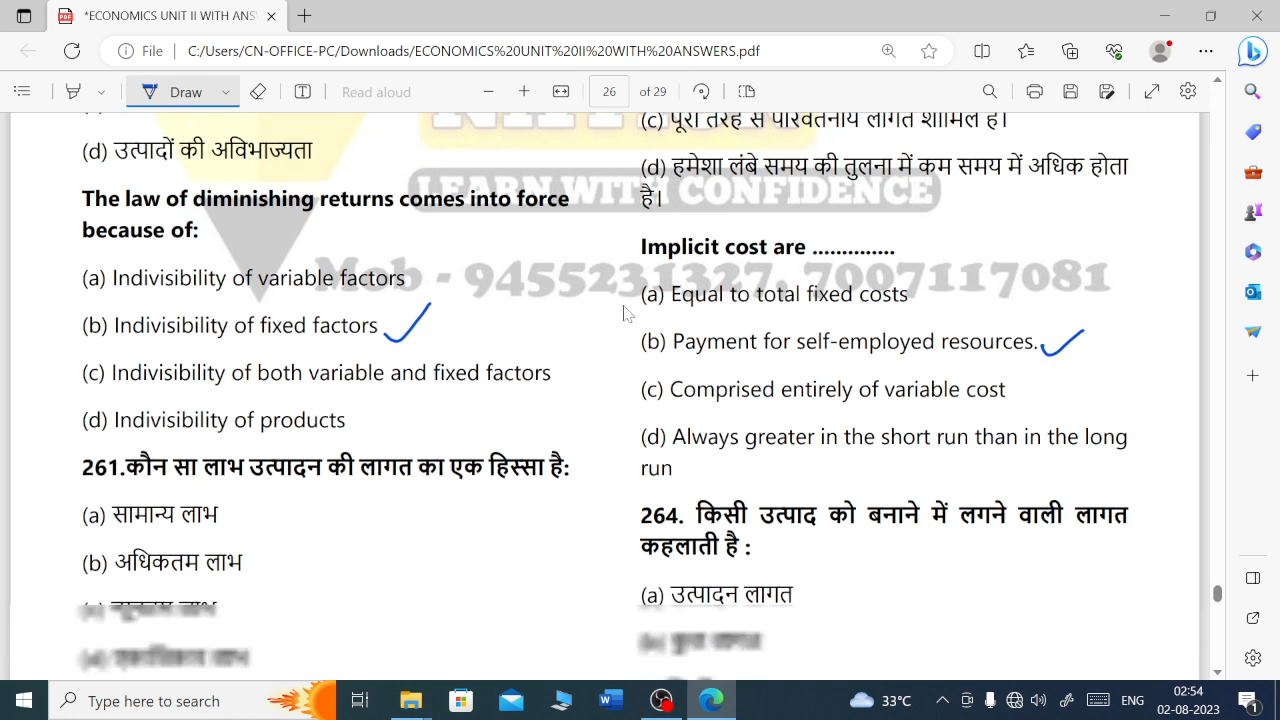 *ECONOMICS UNIT II WITH ANS
File
C:/Users/CN-OFFICE-PC/Downloads/ECONOMICS%20UNIT%20II%20WITH%20ANSWERS.pdf
Draw
Read aloud
26 of 29
LEARN WITH CONFIDENCE
Mob - 9455231327, 7007117081
(d) उत्पादों की अविभाज्यता
The law of diminishing returns comes into force
because of:
(a) Indivisibility of variable factors
(b) Indivisibility of fixed factors
(c) Indivisibility of both variable and fixed factors
(d) Indivisibility of products
261.कौन सा लाभ उत्पादन की लागत का एक हिस्सा है:
(a) सामान्य लाभ
(b) अधिकतम लाभ
(c) पूरी तरह से परिवर्तनीय लागत शामिल है।
(d) हमेशा लंबे समय की तुलना में कम समय में अधिक होता
है।
Implicit cost are ..............
(a) Equal to total fixed costs
(b) Payment for self-employed resources.
(c) Comprised entirely of variable cost
(d) Always greater in the short run than in the long
run
264. किसी उत्पाद को बनाने में लगने वाली लागत
कहलाती है :
(a) उत्पादन लागत
Type here to search
33°C
ENG
02:54
02-08-2023
1